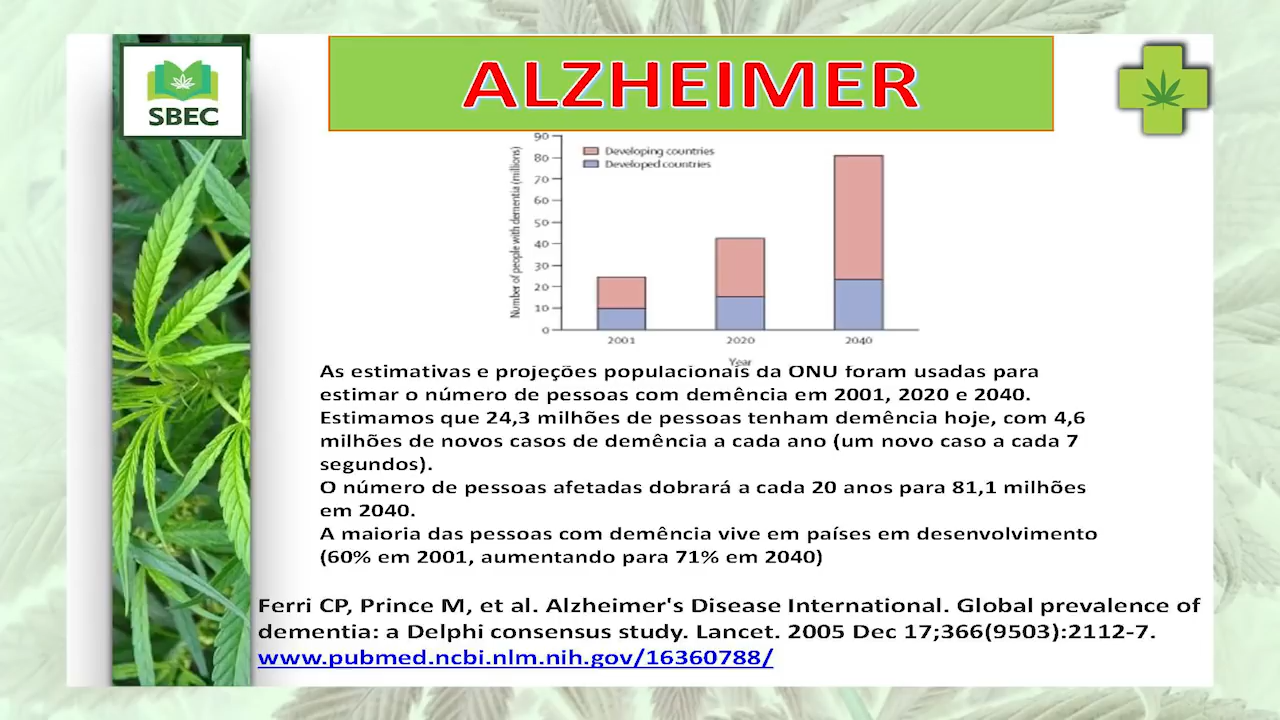 SBEC
ALZHEIMER
Number of people with dementia (millions)
90
80
70
60
50
40
30
20
10
0
Developing countries
Developed countries
2001 2020 2040
Year
As estimativas e projeções populacionais da ONU foram usadas para
estimar o número de pessoas com demência em 2001, 2020 e 2040.
Estimamos que 24,3 milhões de pessoas tenham demência hoje, com 4,6
milhões de novos casos de demência a cada ano (um novo caso a cada 7
segundos).
O número de pessoas afetadas dobrará a cada 20 anos para 81,1 milhões
em 2040.
A maioria das pessoas com demência vive em países em desenvolvimento
(60% em 2001, aumentando para 71% em 2040)
Ferri CP, Prince M, et al. Alzheimer's Disease International. Global prevalence of
dementia: a Delphi consensus study. Lancet. 2005 Dec 17;366(9503):2112-7.
www.pubmed.ncbi.nlm.nih.gov/16360788/